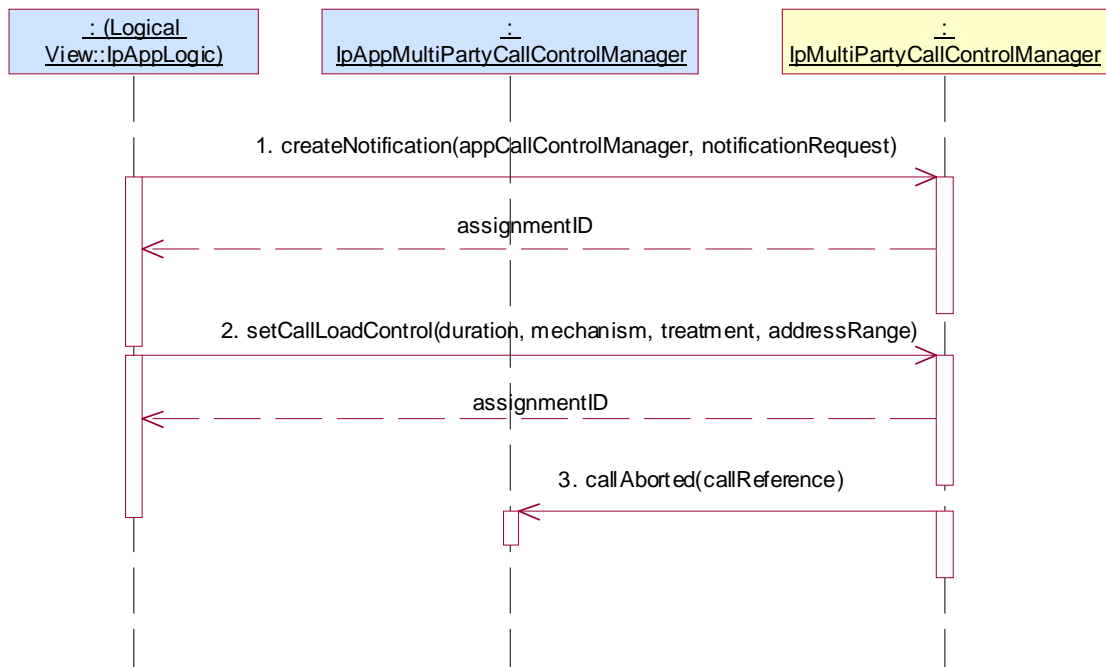 : (Logical
View::IpAppLogic)
:
IpAppMultiPartyCallControlManager
:
IpMultiPartyCallControlManager
1. createNotification(appCallControlManager, notificationRequest)
assignmentID
2. setCallLoadControl(duration, mechanism, treatment, addressRange)
assignmentID
3. callAborted(callReference)